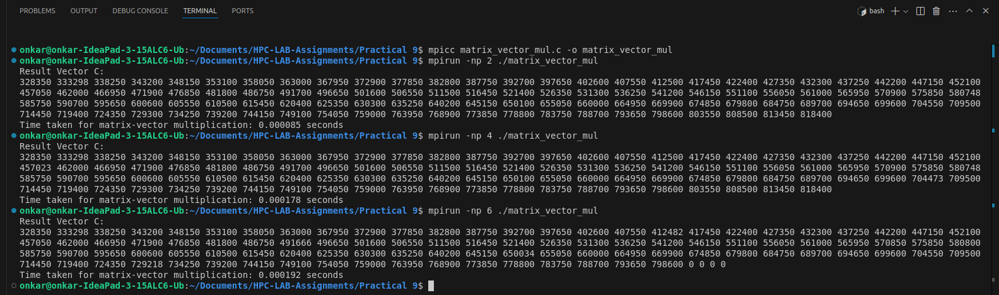 PROBLEMS OUTPUT DEBUG CONSOLE TERMINAL PORTS bash
onkar@onkar-IdeaPad-3-15ALC6-Ub:~/Documents/HPC-LAB-Assignments/Practical 9$ mpicc matrix_vector_mul.c -o matrix_vector_mul
onkar@onkar-IdeaPad-3-15ALC6-Ub:~/Documents/HPC-LAB-Assignments/Practical 9$ mpirun -np 2 ./matrix_vector_mul
Result Vector C:
328350 333298 338250 343200 348150 353100 358050 363000 367950 372900 377850 382800 387750 392700 397650 402600 407550 412500 417450 422400 427350 432300 437250 442200 447150 452100
457050 462000 466950 471900 476850 481800 486750 491700 496650 501600 506550 511500 516450 521400 526350 531300 536250 541200 546150 551100 556050 561000 565950 570900 575850 580748
585750 590700 595650 600600 605550 610500 615450 620400 625350 630300 635250 640200 645150 650100 655050 660000 664950 669900 674850 679800 684750 689700 694650 699600 704550 709500
714450 719400 724350 729300 734250 739200 744150 749100 754050 759000 763950 768900 773850 778800 783750 788700 793650 798600 803550 808500 813450 818400
Time taken for matrix-vector multiplication: 0.000085 seconds
onkar@onkar-IdeaPad-3-15ALC6-Ub:~/Documents/HPC-LAB-Assignments/Practical 9$ mpirun -np 4 ./matrix_vector_mul
Result Vector C:
328350 333298 338250 343200 348150 353100 358050 363000 367950 372900 377850 382800 387750 392700 397650 402600 407550 412500 417450 422400 427350 432300 437250 442200 447150 452100
457023 462000 466950 471900 476850 481800 486750 491700 496650 501600 506550 511500 516450 521400 526350 531300 536250 541200 546150 551100 556050 561000 565950 570900 575850 580748
585750 590700 595650 600600 605550 610500 615450 620400 625350 630300 635250 640200 645150 650100 655050 660000 664950 669900 674850 679800 684750 689700 694650 699600 704473 709500
714450 719400 724350 729300 734250 739200 744150 749100 754050 759000 763950 768900 773850 778800 783750 788700 793650 798600 803550 808500 813450 818400
Time taken for matrix-vector multiplication: 0.000178 seconds
onkar@onkar-IdeaPad-3-15ALC6-Ub:~/Documents/HPC-LAB-Assignments/Practical 9$ mpirun -np 6 ./matrix_vector_mul
Result Vector C:
328350 333298 338250 343200 348150 353100 358050 363000 367950 372900 377850 382800 387750 392700 397650 402600 407550 412482 417450 422400 427350 432300 437250 442200 447150 452100
457050 462000 466950 471900 476850 481800 486750 491666 496650 501600 506550 511500 516450 521400 526350 531300 536250 541200 546150 551100 556050 561000 565950 570850 575850 580800
585750 590700 595650 600600 605550 610500 615450 620400 625350 630300 635250 640200 645150 650034 655050 660000 664950 669900 674850 679800 684750 689700 694650 699600 704550 709500
714450 719400 724350 729218 734250 739200 744150 749100 754050 759000 763950 768900 773850 778800 783750 788700 793650 798600 0 0 0 0
Time taken for matrix-vector multiplication: 0.000192 seconds
onkar@onkar-IdeaPad-3-15ALC6-Ub:~/Documents/HPC-LAB-Assignments/Practical 9$